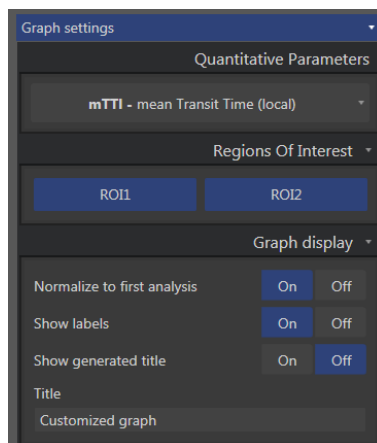 Graph settings
Quantitative Parameters
mTTI - mean Transit Time (local)
Regions Of Interest
ROI1 ROI2
Graph display
Normalize to first analysis On Off
Show labels On Off
Show generated title On Off
Title
Customized graph